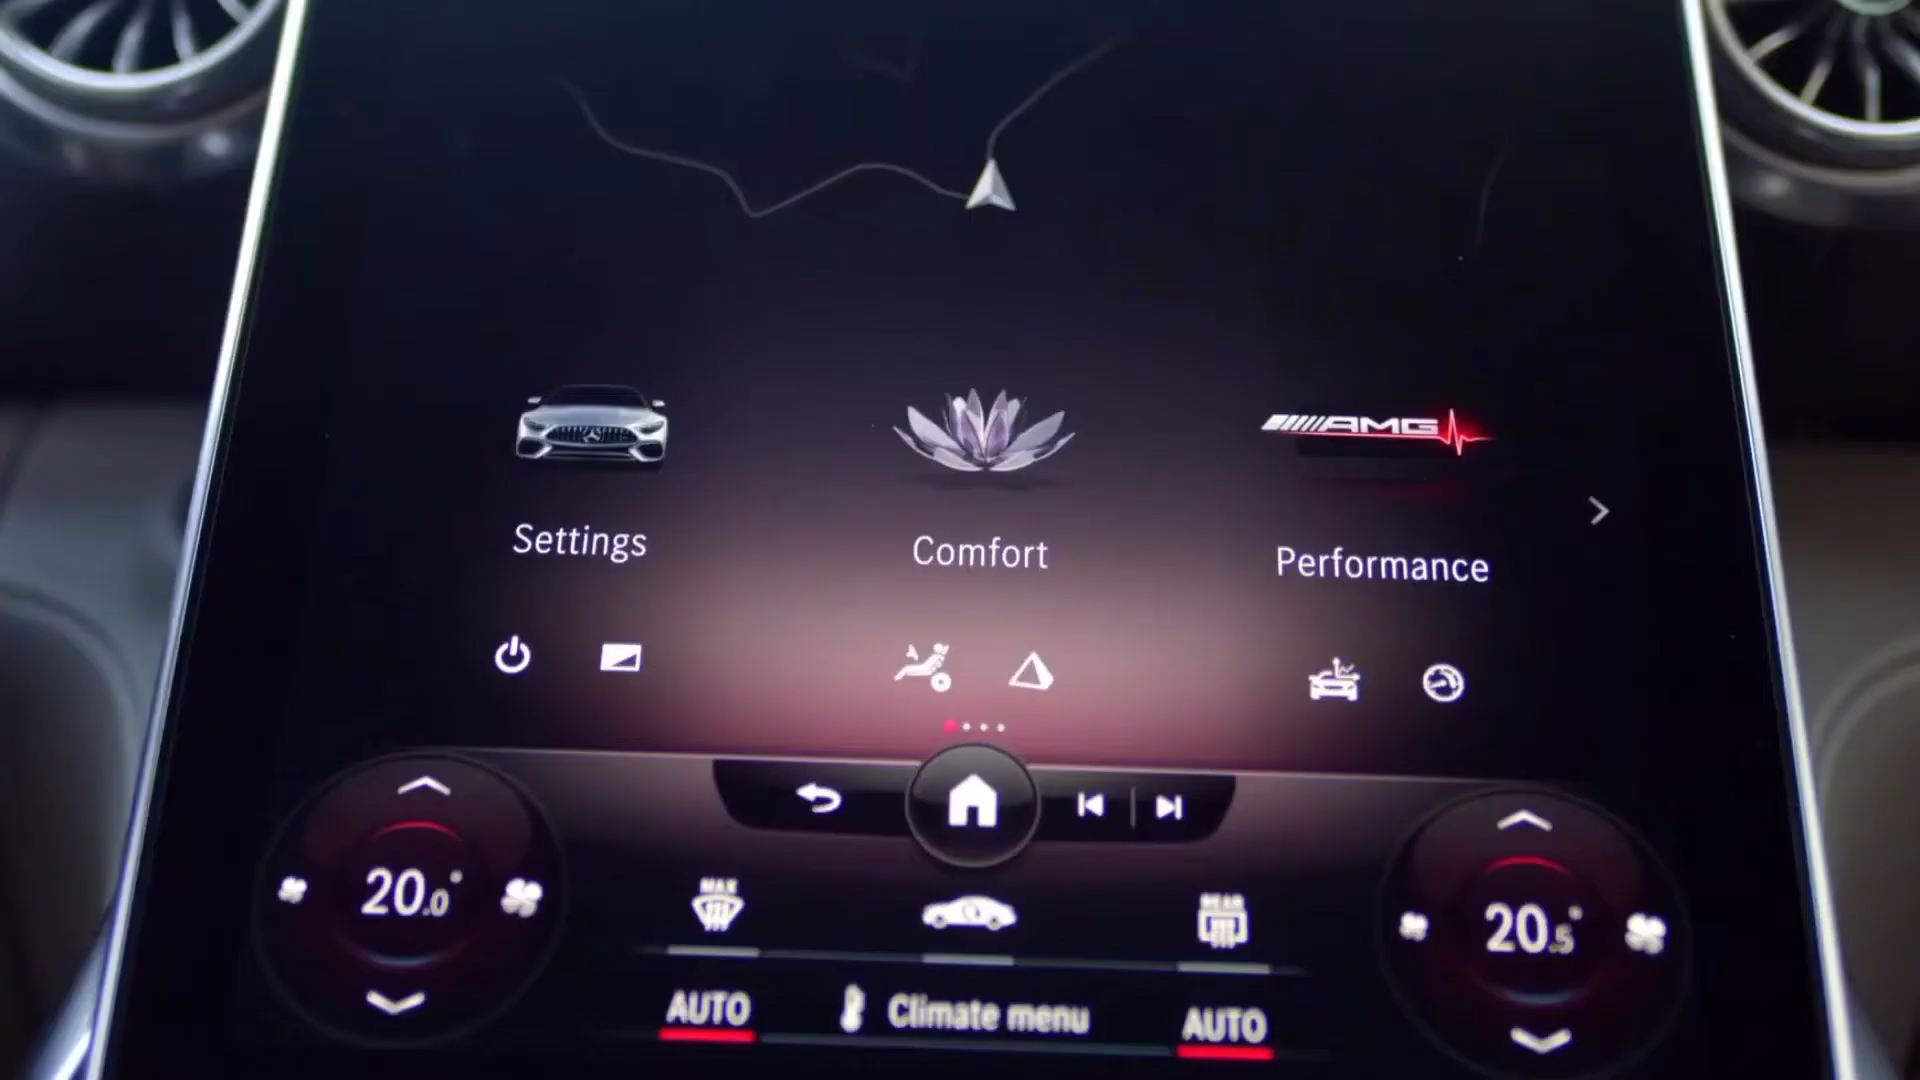 AMG
Settings
Comfort
Performance
20.0°
MAX
REAR
20.5°
AUTO
Climate menu
AUTO